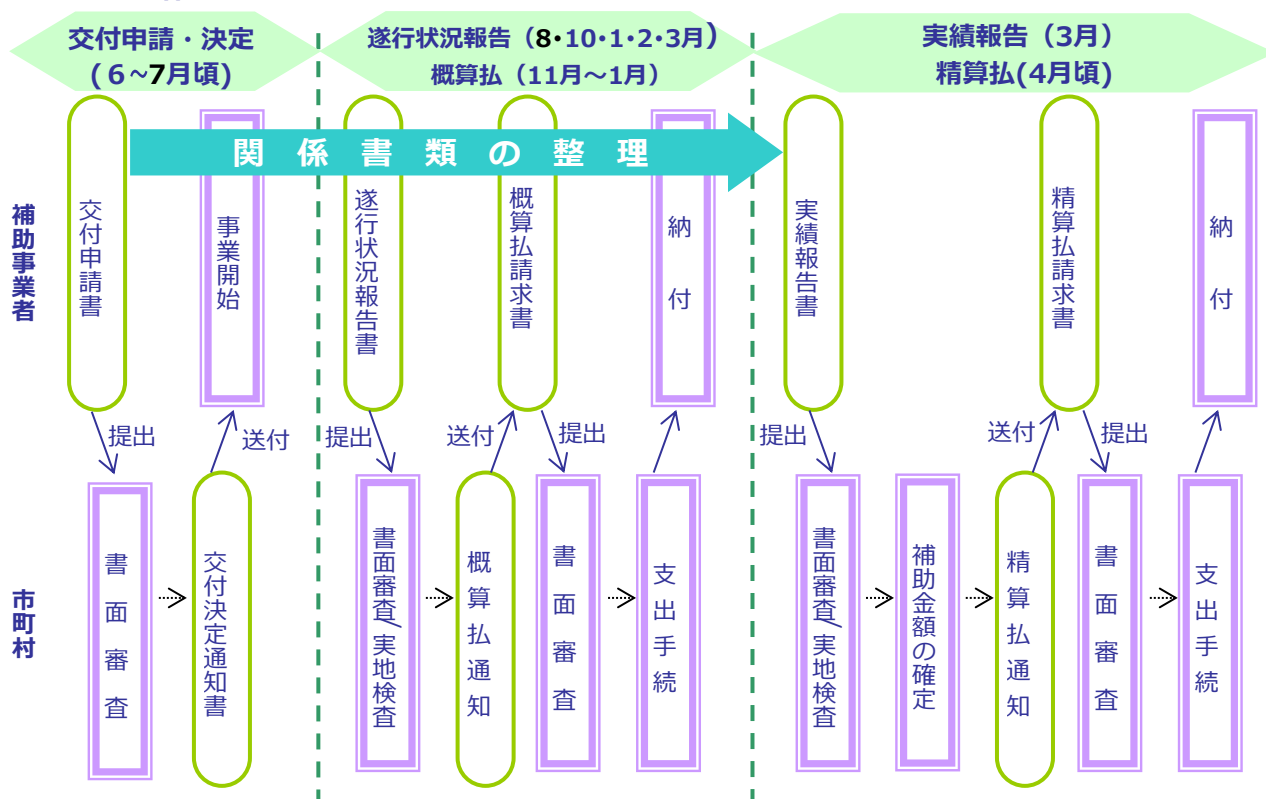 交付申請・決定
(６~7月頃)
遂行状況報告（8・10・1・2・3月）
概算払（11月～1月）
実績報告（3月）
精算払(4月頃)
関係書類の整理
補助事業者
交付申請書
事業開始
遂行状況報告書
概算払請求書
納付
実績報告書
精算払請求書
納付
提出
送付
提出
送付
提出
提出
送付
提出
市町村
書面審査
交付決定通知書
書面審査/実地検査
概算払通知
書面審査
支出手続
書面審査/実地検査
補助金額の確定
精算払通知
書面審査
支出手続